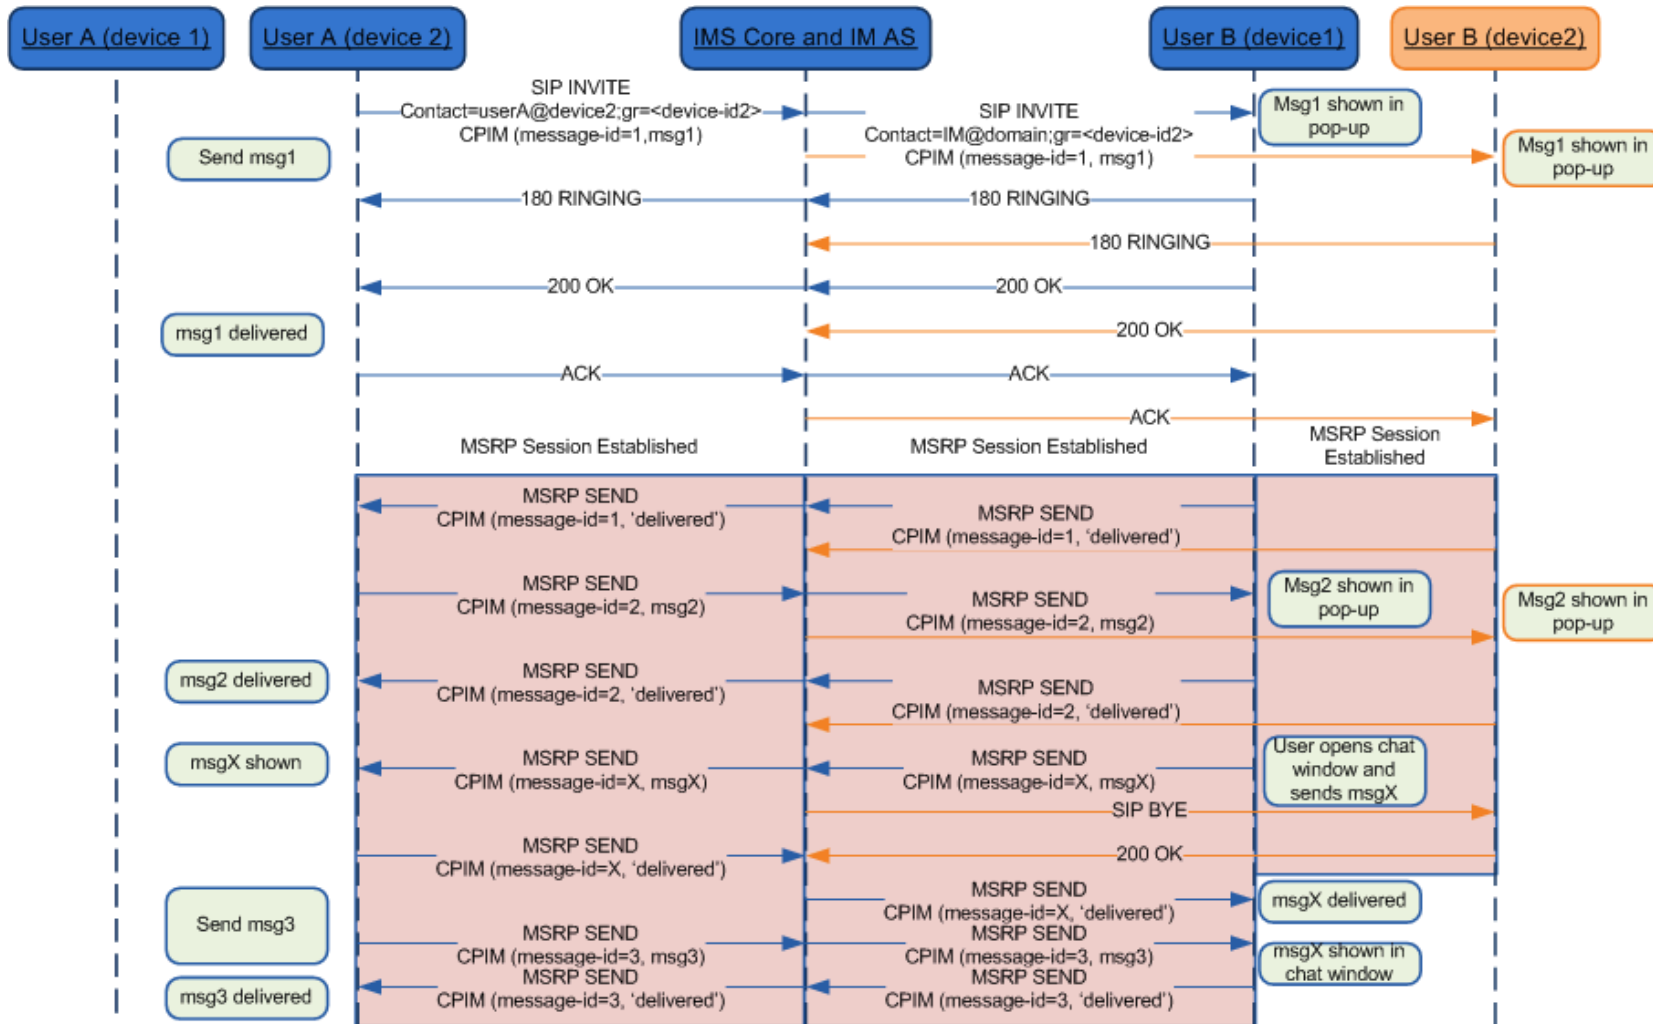 User A (device 1)
User A (device 2)
IMS Core and IM AS
User B (device1)
User B (device2)
SIP INVITE
Contact=userA@device2;gr=<device-id2>
CPIM (message-id=1,msg1)
SIP INVITE
Contact=IM@domain;gr=<device-id2>
CPIM (message-id=1, msg1)
Msg1 shown in
pop-up
Send msg1
Msg1 shown in
pop-up
180 RINGING
180 RINGING
180 RINGING
200 OK
200 OK
msg1 delivered
200 OK
ACK
ACK
ACK
MSRP Session Established
MSRP Session Established
MSRP Session
Established
MSRP SEND
CPIM (message-id=1, ‘delivered’)
MSRP SEND
CPIM (message-id=1, ‘delivered’)
MSRP SEND
CPIM (message-id=2, msg2)
MSRP SEND
CPIM (message-id=2, msg2)
Msg2 shown in
pop-up
Msg2 shown in
pop-up
msg2 delivered
MSRP SEND
CPIM (message-id=2, ‘delivered’)
MSRP SEND
CPIM (message-id=2, ‘delivered’)
msgX shown
MSRP SEND
CPIM (message-id=X, msgX)
MSRP SEND
CPIM (message-id=X, msgX)
User opens chat
window and
sends msgX
SIP BYE
MSRP SEND
CPIM (message-id=X, ‘delivered’)
200 OK
MSRP SEND
CPIM (message-id=X, ‘delivered’)
msgX delivered
Send msg3
MSRP SEND
CPIM (message-id=3, msg3)
MSRP SEND
CPIM (message-id=3, msg3)
msgX shown in
chat window
msg3 delivered
MSRP SEND
CPIM (message-id=3, ‘delivered’)
MSRP SEND
CPIM (message-id=3, ‘delivered’)